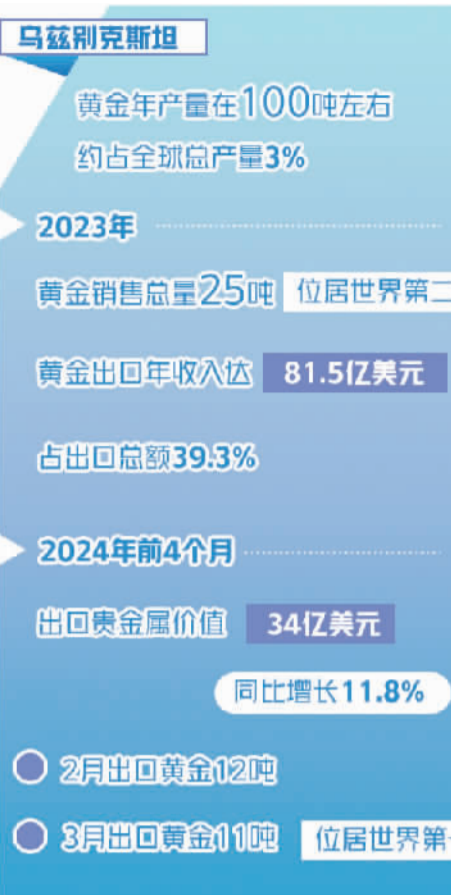 乌兹别克斯坦
黄金年产量在100吨左右
约占全球总产量3%
2023年
黄金销售总量25吨 位居世界第二
黄金出口年收入达 81.5亿美元
占出口总额39.3%
2024年前4个月
出口贵金属价值 34亿美元
同比增长11.8%
2月出口黄金12吨
3月出口黄金11吨 位居世界第